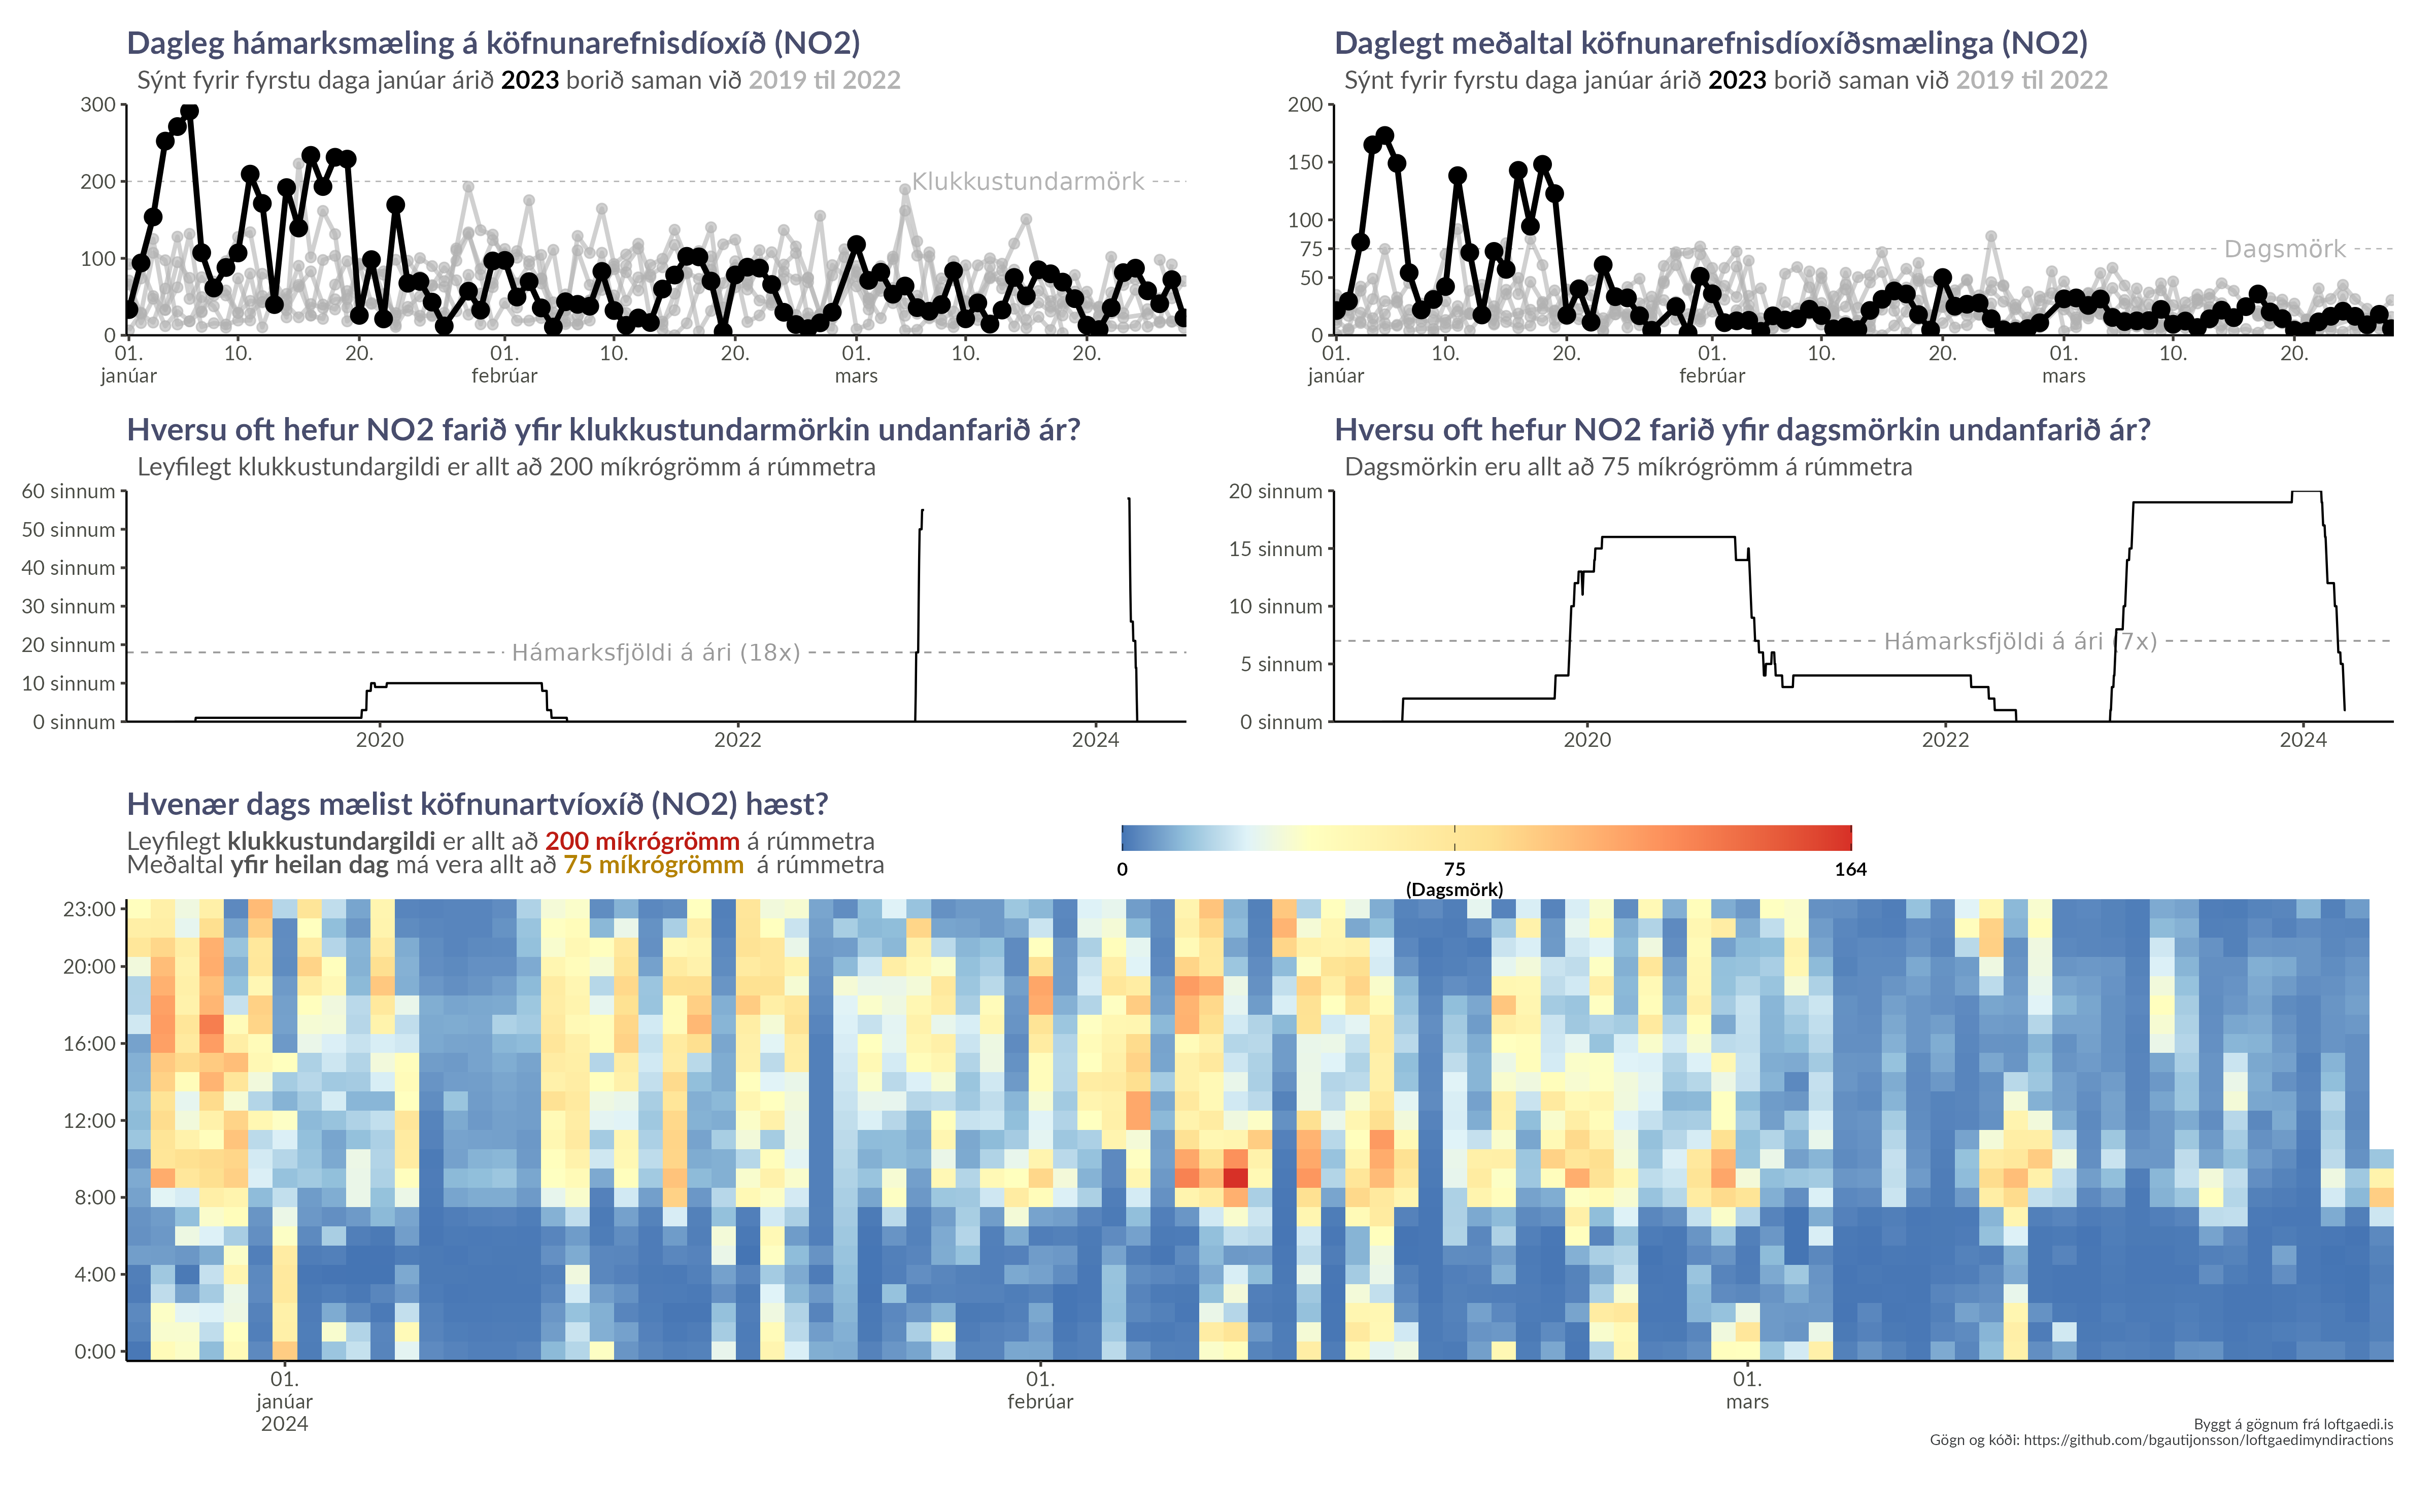 Dagleg hámarksmæling á köfnunarefnisdíoxíð (NO2)
Sýnt fyrir fyrstu daga janúar árið 2023 borið saman við 2019 til 2022
300
200
100
0
Klukkustundarmörk
01.
janúar
10.
20.
01.
febrúar
10.
20.
01.
mars
10.
20.
Daglegt meðaltal köfnunarefnisdíoxíðsmælinga (NO2)
Sýnt fyrir fyrstu daga janúar árið 2023 borið saman við 2019 til 2022
200
150
100
75
50
0
Dagsmörk
01.
janúar
10.
20.
01.
febrúar
10.
20.
01.
mars
10.
20.
Hversu oft hefur NO2 farið yfir klukkustundarmörkin undanfarið ár?
Leyfilegt klukkustundargildi er allt að 200 míkrógrömm á rúmmetra
60 sinnum
50 sinnum
40 sinnum
30 sinnum
20 sinnum
10 sinnum
0 sinnum
Hámarksfjöldi á ári (18x)
2020
2022
2024
Hversu oft hefur NO2 farið yfir dagsmörkin undanfarið ár?
Dagsmörkin eru allt að 75 míkrógrömm á rúmmetra
20 sinnum
15 sinnum
10 sinnum
5 sinnum
0 sinnum
Hámarksfjöldi á ári (7x)
2020
2022
2024
Hvenær dags mælist köfnunartvíoxíð (NO2) hæst?
Leyfilegt klukkustundargildi er allt að 200 míkrógrömm á rúmmetra
Meðaltal yfir heilan dag má vera allt að 75 míkrógrömm á rúmmetra
0
75
(Dagsmörk)
164
23:00
20:00
16:00
12:00
8:00
4:00
0:00
01.
janúar
2024
01.
febrúar
01.
mars
Byggt á gögnum frá loftgaedi.is
Gögn og kóði: https://github.com/bgautijonsson/loftgaedimyndiractions